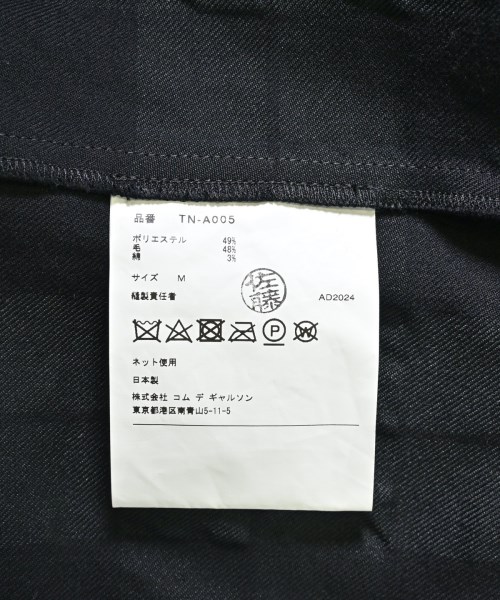 品番 TN-A005
ポリエステル 49%
毛 48%
綿 3%
サイズ M
縫製責任者 佐藤 AD2024
P W
ネット使用
日本製
株式会社 コム デ ギャルソン
東京都港区南青山5-11-5